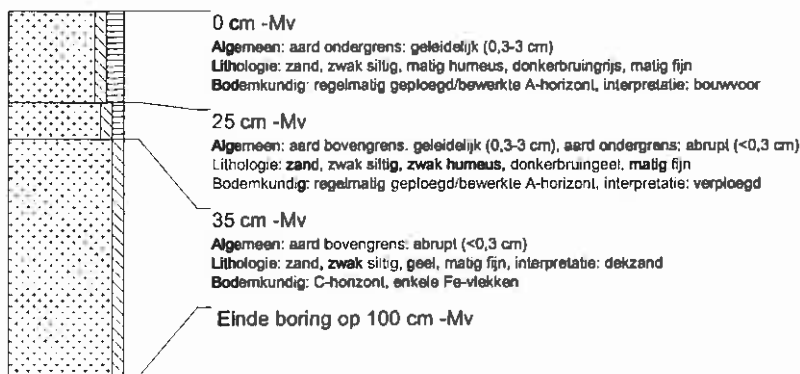 0 cm -Mv
Algemeen: aard ondergrens: geleidelijk (0,3-3 cm)
Lithologie: zand, zwak siltig, matig humeus, donkerbruingrijs, matig fijn
Bodemkundig: regelmatig geploegd/bewerkte A-horizont, interpretatie: bouwvoor
25 cm -Mv
Algemeen: aard bovengrens: geleidelijk (0,3-3 cm), aard ondergrens: abrupt (<0,3 cm)
Lithologie: zand, zwak siltig, zwak humeus, donkerbruingeel, matig fijn
Bodemkundig: regelmatig geploegd/bewerkte A-horizont, interpretatie: verploegd
35 cm -Mv
Algemeen: aard bovengrens: abrupt (<0,3 cm)
Lithologie: zand, zwak siltig, geel, matig fijn, interpretatie: dekzand
Bodemkundig: C-horizont, enkele Fe-vlekken
Einde boring op 100 cm -Mv